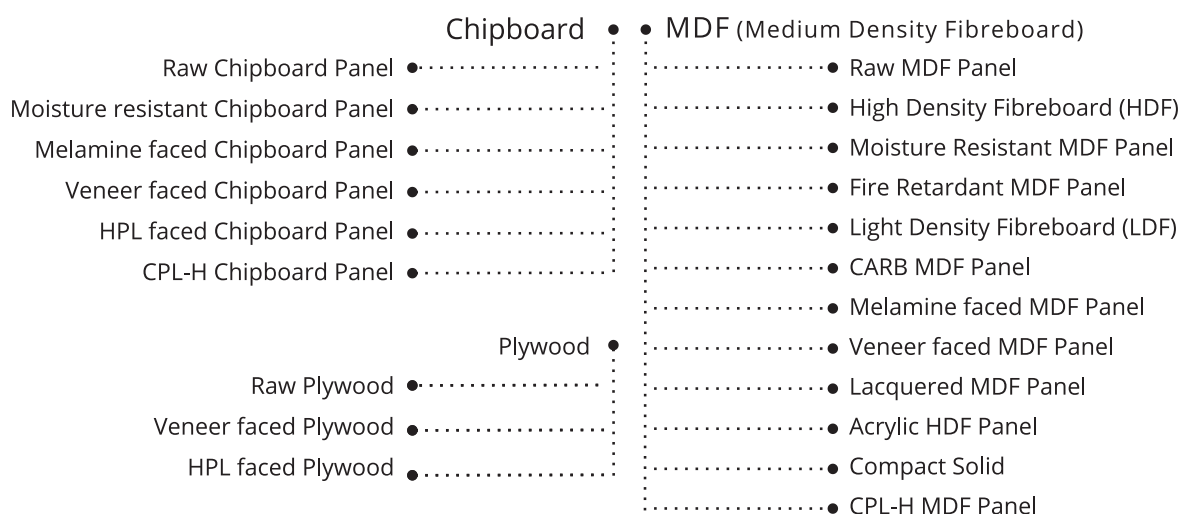 Chipboard
Raw Chipboard Panel
Moisture resistant Chipboard Panel
Melamine faced Chipboard Panel
Veneer faced Chipboard Panel
HPL faced Chipboard Panel
CPL-H Chipboard Panel
Plywood
Raw Plywood
Veneer faced Plywood
HPL faced Plywood
MDF (Medium Density Fibreboard)
Raw MDF Panel
High Density Fibreboard (HDF)
Moisture Resistant MDF Panel
Fire Retardant MDF Panel
Light Density Fibreboard (LDF)
CARB MDF Panel
Melamine faced MDF Panel
Veneer faced MDF Panel
Lacquered MDF Panel
Acrylic HDF Panel
Compact Solid
CPL-H MDF Panel